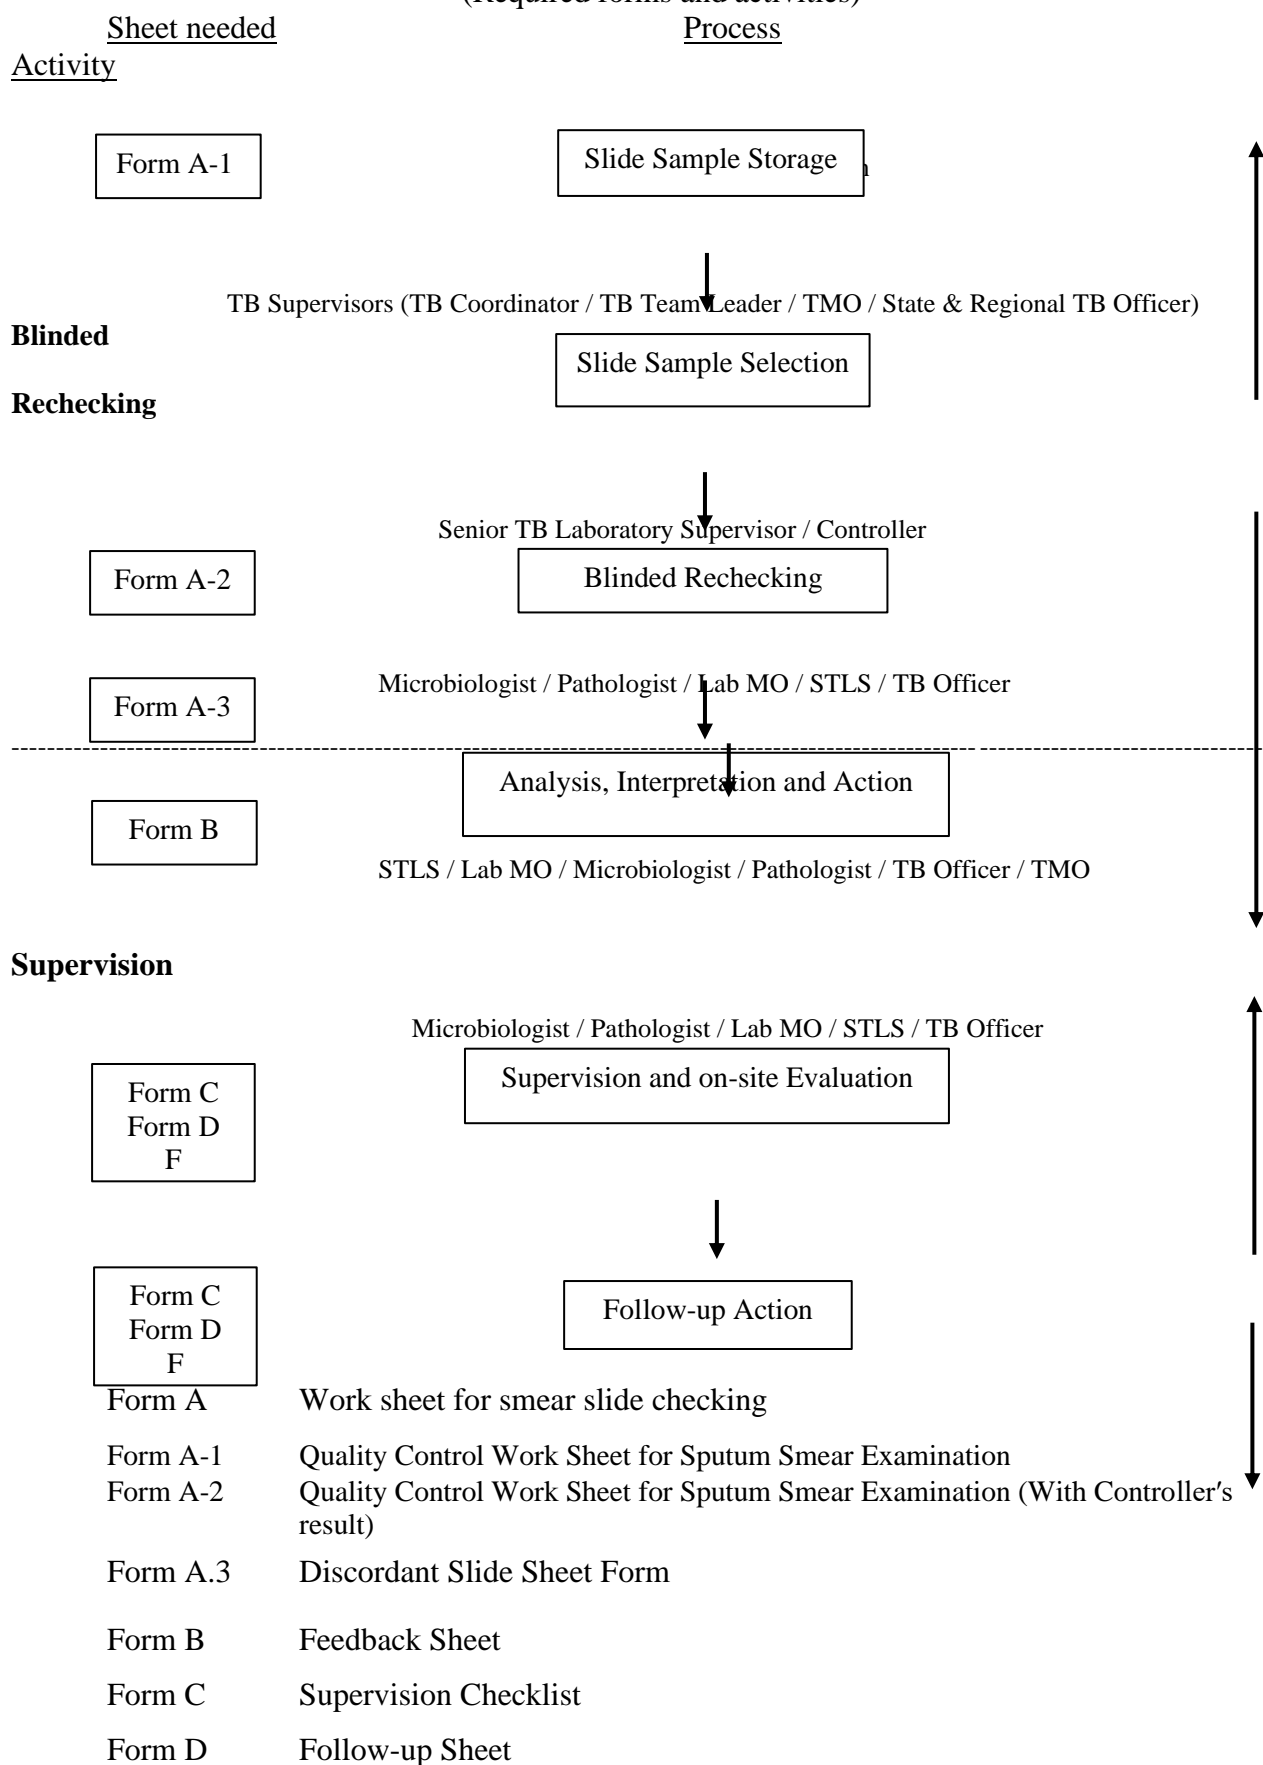 (Required forms and activities)
Sheet needed Process
Activity
Form A-1 Slide Sample Storage
TB Supervisors (TB Coordinator / TB Team Leader / TMO / State & Regional TB Officer)
Blinded
Slide Sample Selection
Rechecking
Senior TB Laboratory Supervisor / Controller
Form A-2 Blinded Rechecking
Microbiologist / Pathologist / Lab MO / STLS / TB Officer
Form A-3
Analysis, Interpretation and Action
Form B
STLS / Lab MO / Microbiologist / Pathologist / TB Officer / TMO
Supervision
Microbiologist / Pathologist / Lab MO / STLS / TB Officer
Supervision and on-site Evaluation
Form C
Form D
F
Form C
Form D
F
Follow-up Action
Form A Work sheet for smear slide checking
Form A-1 Quality Control Work Sheet for Sputum Smear Examination
Form A-2 Quality Control Work Sheet for Sputum Smear Examination (With Controller's
result)
Form A.3 Discordant Slide Sheet Form
Form B Feedback Sheet
Form C Supervision Checklist
Form D Follow-up Sheet